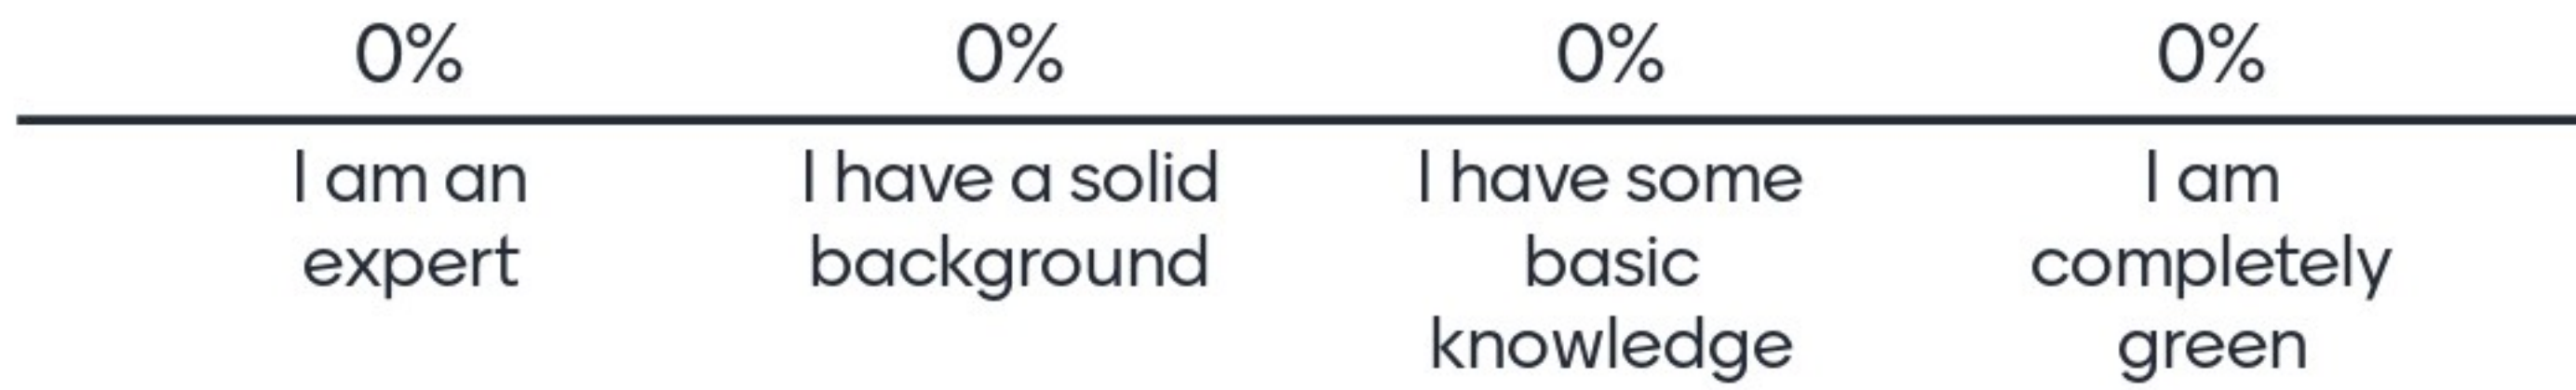 0% 0% 0% 0%
I am an
expert
I have a solid
background
I have some
basic
knowledge
I am
completely
green